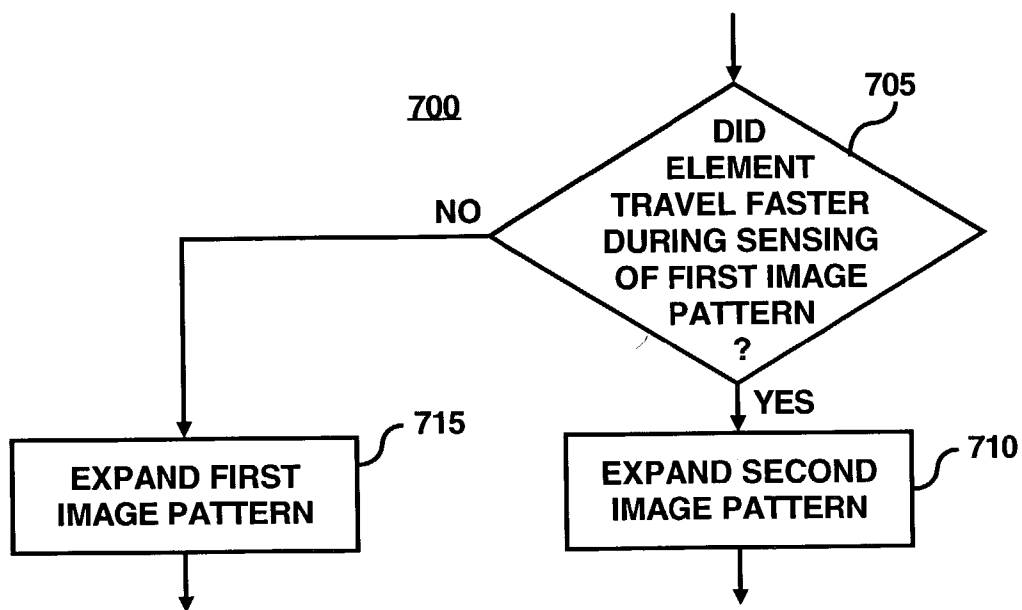 700
705
DID
ELEMENT
TRAVEL FASTER
DURING SENSING
OF FIRST IMAGE
PATTERN
?
NO
YES
715
EXPAND FIRST
IMAGE PATTERN
710
EXPAND SECOND
IMAGE PATTERN